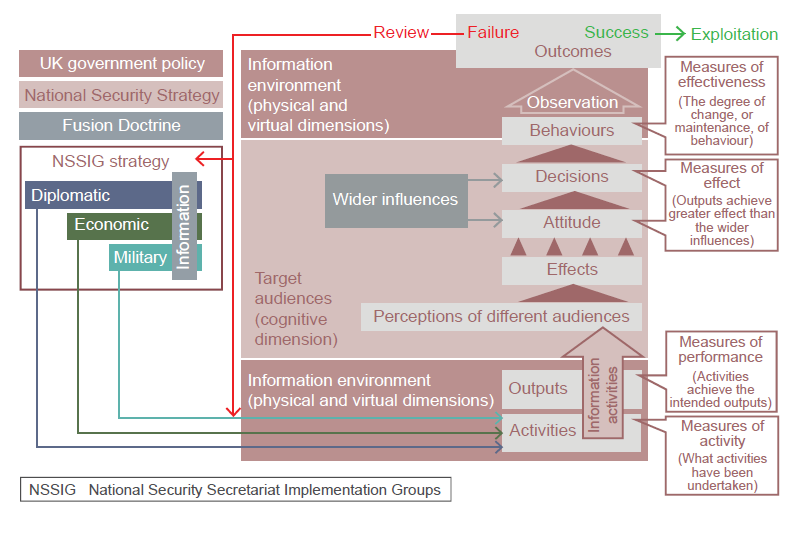 Review
Failure
Success
Exploitation
Outcomes
UK government policy
National Security Strategy
Fusion Doctrine
NSSIG strategy
Diplomatic
Economic
Military
Information
Information
environment
(physical and
virtual dimensions)
Observation
Behaviours
Decisions
Wider influences
Attitude
Effects
Target
audiences
(cognitive
dimension)
Perceptions of different audiences
Information environment
(physical and virtual dimensions)
Outputs
Activities
Information
activities
Measures of
effectiveness
(The degree of
change, or
maintenance, of
behaviour)
Measures of
effect
(Outputs achieve
greater effect than
the wider
influences)
Measures of
performance
(Activities
achieve the
intended outputs)
Measures of
activity
(What activities
have been
undertaken)
NSSIG National Security Secretariat Implementation Groups